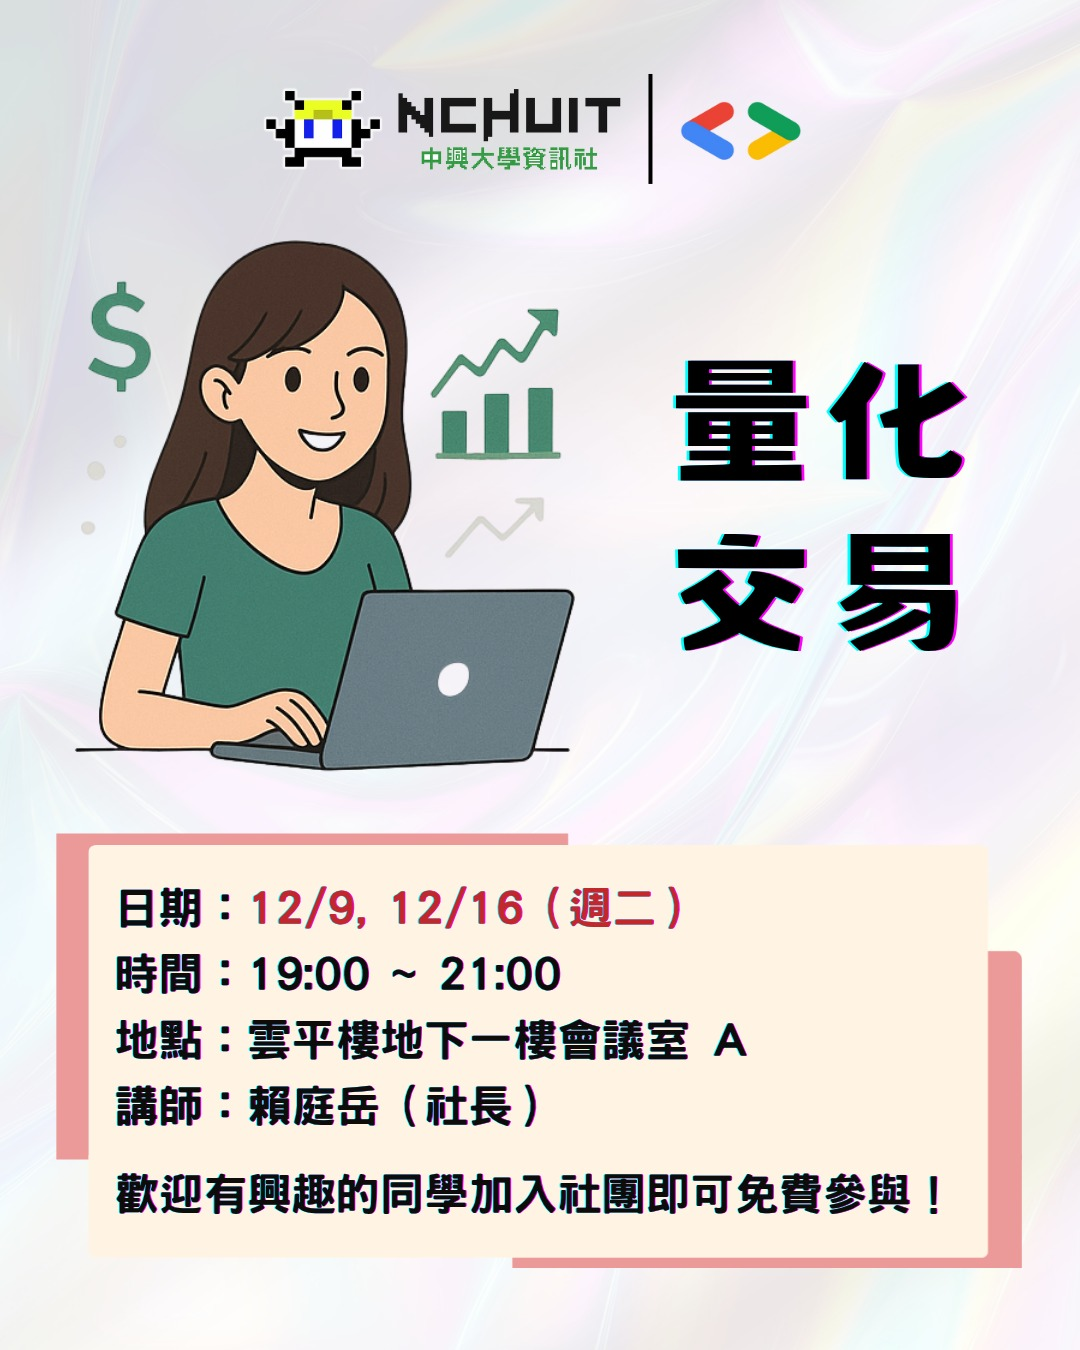 NCHUIT
中興大學資訊社
$
量化
交易
日期：12/9, 12/16（週二）
時間：19:00 ~ 21:00
地點：雲平樓地下一樓會議室 A
講師：賴庭岳（社長）
歡迎有興趣的同學加入社團即可免費參與！